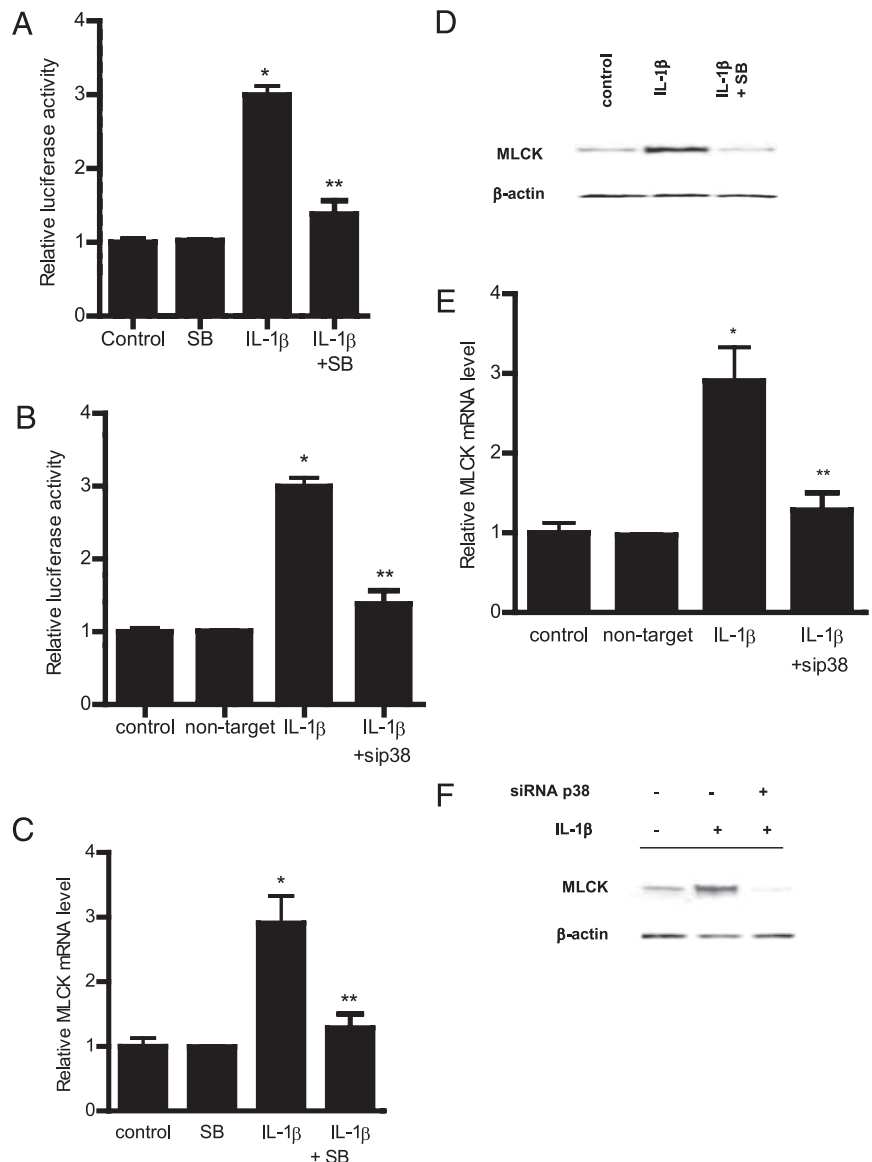 A
Relative luciferase activity
4
3
2
1
0
*
**
Control SB IL-1β IL-1β
+SB
B
Relative luciferase activity
4
3
2
1
0
*
**
control non-target IL-1β IL-1β
+sip38
C
Relative MLCK mRNA level
4
3
2
1
0
*
**
control SB IL-1β IL-1β
+ SB
D
control
IL-1β
IL-1β
+ SB
MLCK
β-actin
E
Relative MLCK mRNA level
4
3
2
1
0
*
**
control non-target IL-1β IL-1β
+sip38
F
siRNA p38 - - +
IL-1β - + +
MLCK
β-actin